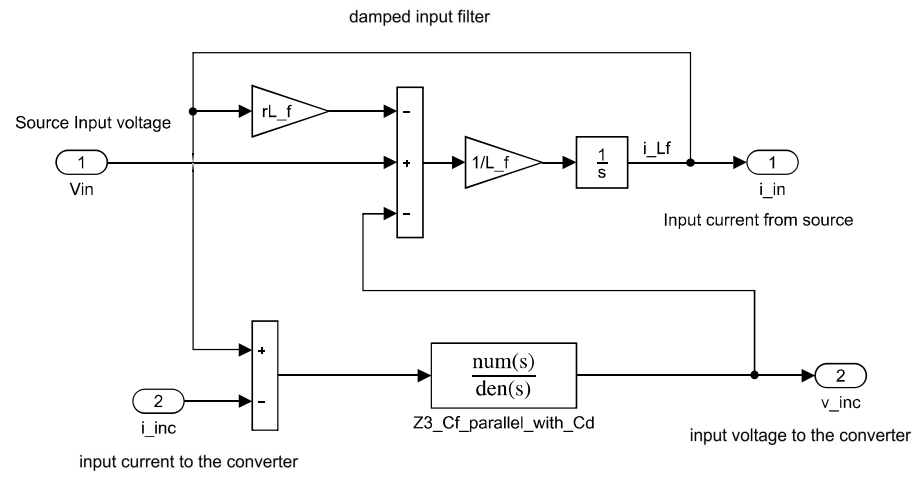 damped input filter
rL_f
−
Source Input voltage
1
Vin
+
1/L_f
1
s
i_Lf
1
i_in
−
Input current from source
+
num(s)
den(s)
2
i_inc
−
Z3_Cf_parallel_with_Cd
2
v_inc
input voltage to the converter
input current to the converter